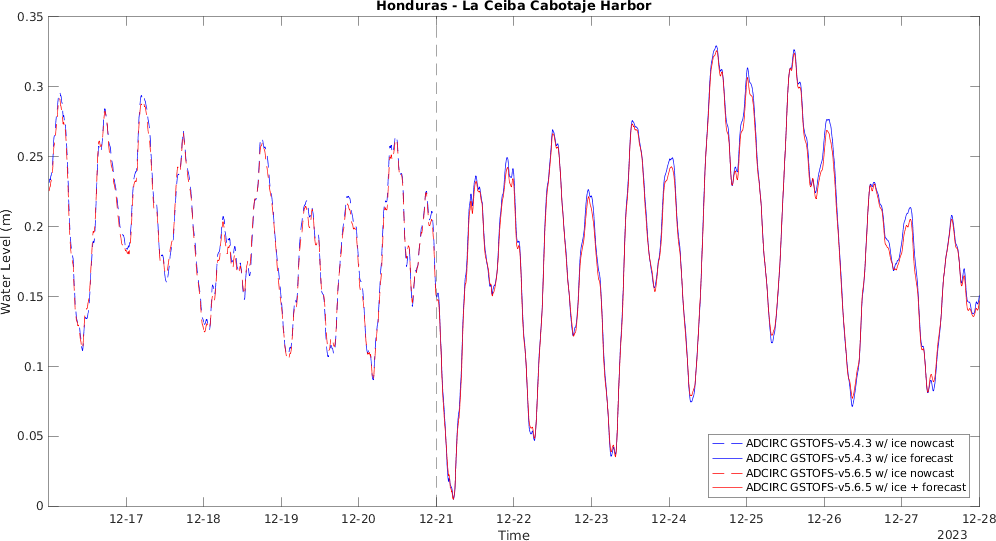 Honduras - La Ceiba Cabotaje Harbor
0.35
0.3
0.25
0.2
0.15
0.1
0.05
0
Water Level (m)
ADCIRC GSTOFS-v5.4.3 w/ ice nowcast
ADCIRC GSTOFS-v5.4.3 w/ ice forecast
ADCIRC GSTOFS-v5.6.5 w/ ice nowcast
ADCIRC GSTOFS-v5.6.5 w/ ice + forecast
12-17 12-18 12-19 12-20 12-21 12-22 12-23 12-24 12-25 12-26 12-27 12-28
Time
2023